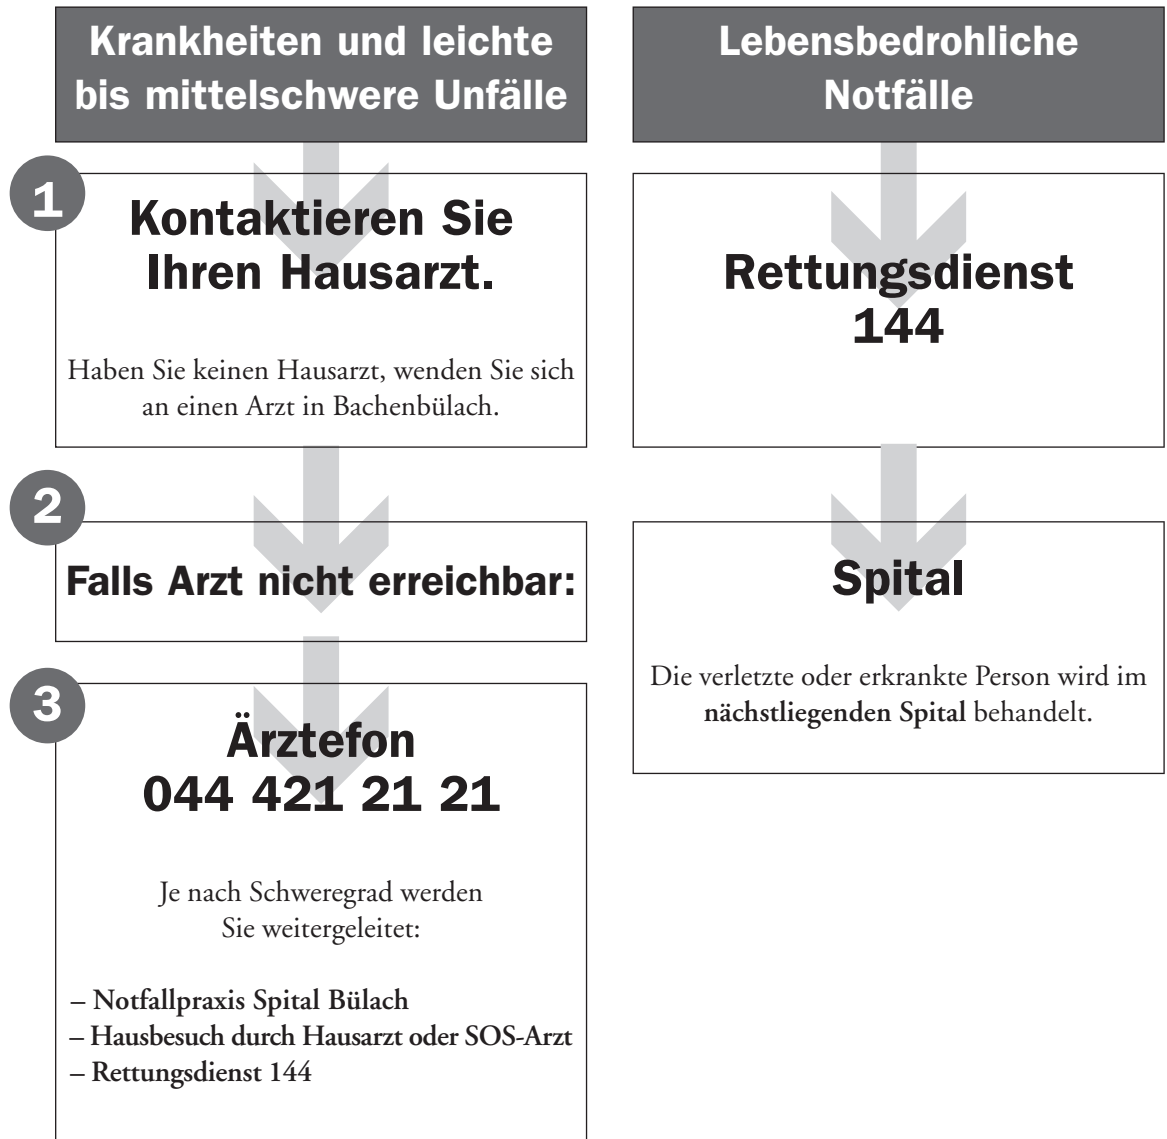 Krankheiten und leichte
bis mittelschwere Unfälle
1
Kontaktieren Sie
Ihren Hausarzt.
Haben Sie keinen Hausarzt, wenden Sie sich
an einen Arzt in Bachenbülach.
2
Falls Arzt nicht erreichbar:
3
Ärztefon
044 421 21 21
Je nach Schweregrad werden
Sie weitergeleitet:
– Notfallpraxis Spital Bülach
– Hausbesuch durch Hausarzt oder SOS-Arzt
– Rettungsdienst 144
Lebensbedrohliche
Notfälle
Rettungsdienst
144
Spital
Die verletzte oder erkrankte Person wird im
nächstliegenden Spital behandelt.